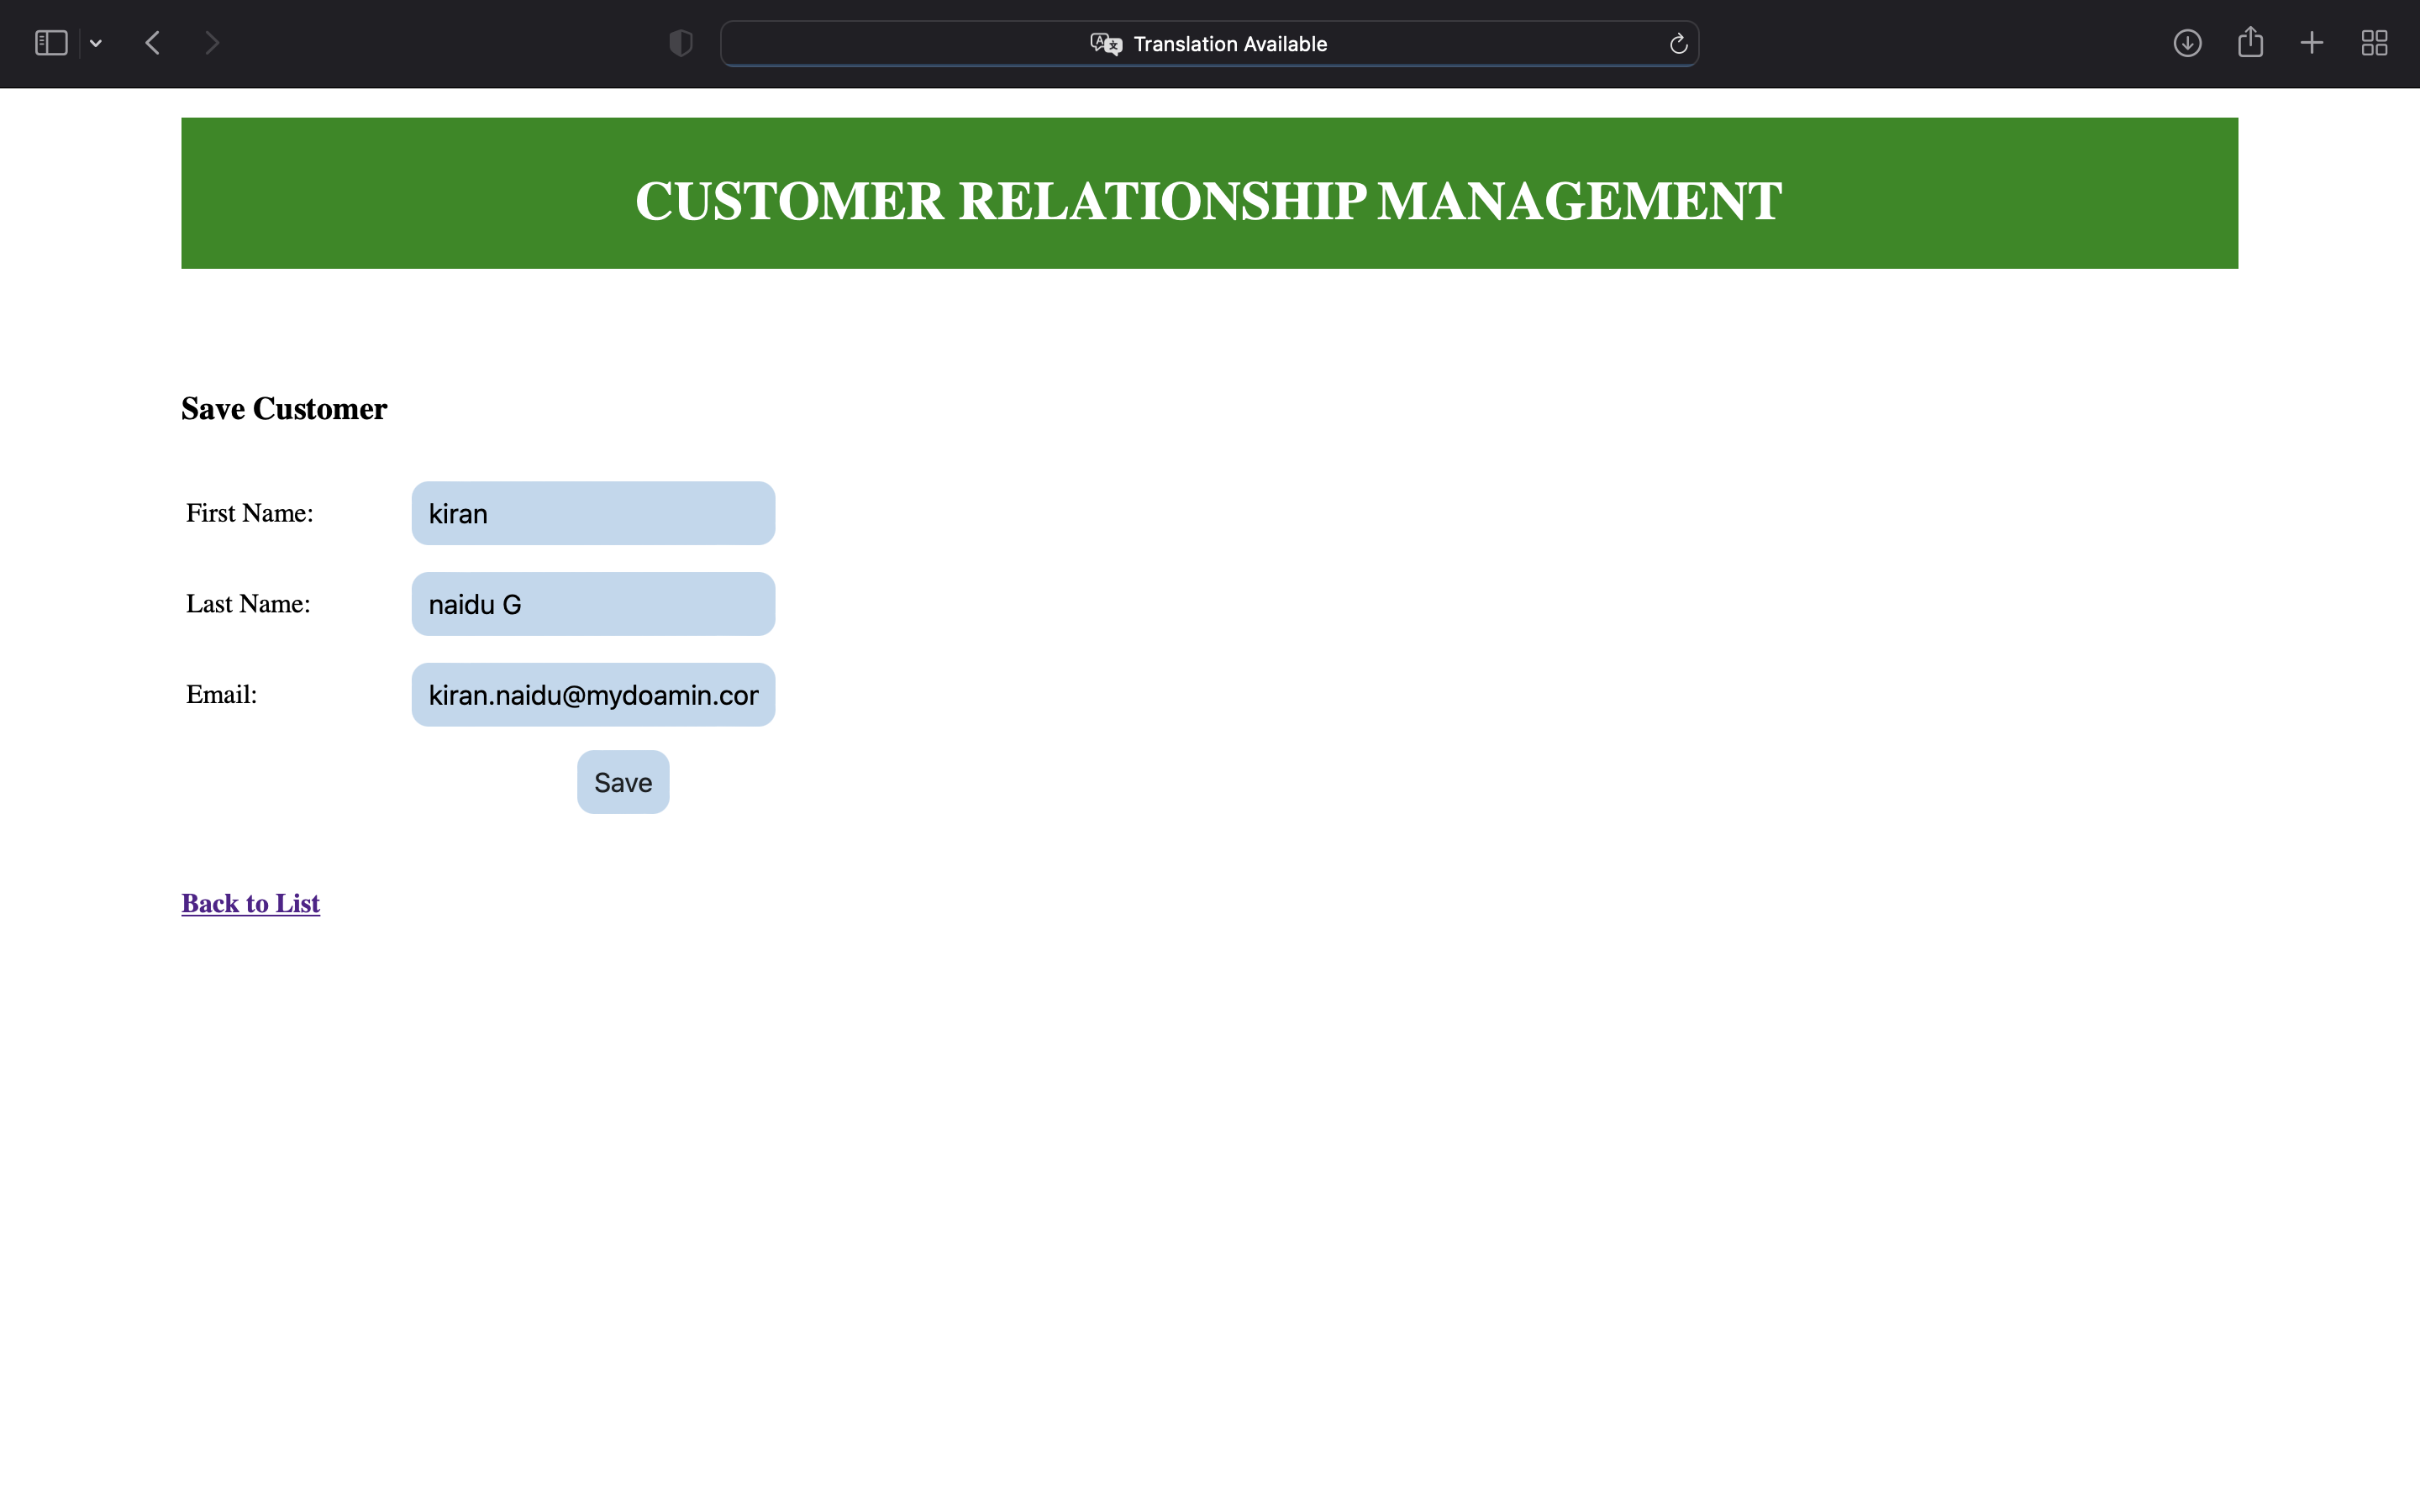 Translation Available
CUSTOMER RELATIONSHIP MANAGEMENT
Save Customer
First Name: kiran
Last Name: naidu G
Email: kiran.naidu@mydoamin.cor
Save
Back to List